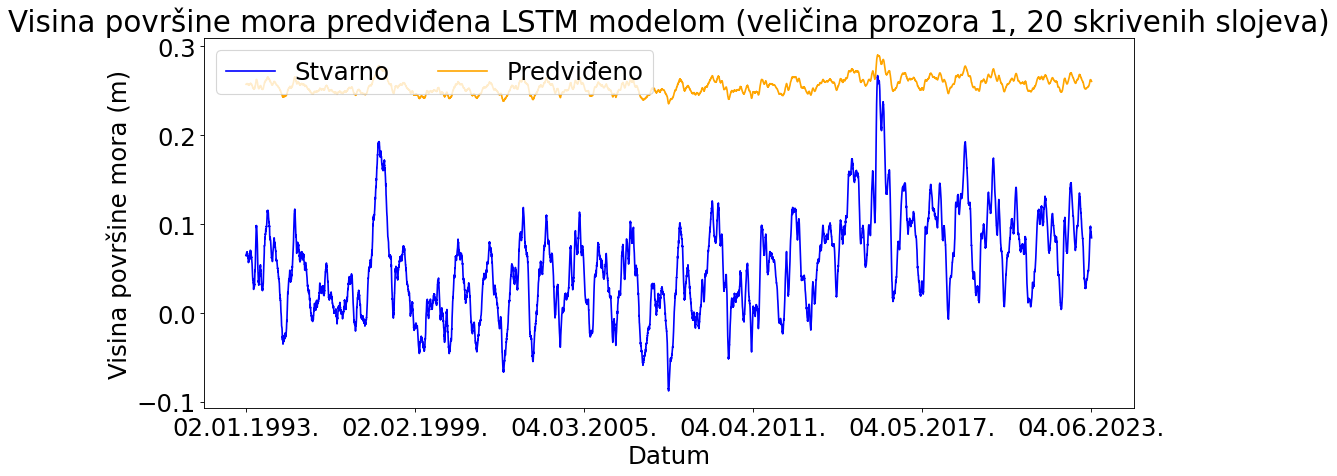 Visina površine mora predviđena LSTM modelom (veličina prozora 1, 20 skrivenih slojeva)
Stvarno Predviđeno
Visina površine mora (m)
0.3
0.2
0.1
0.0
−0.1
02.01.1993. 02.02.1999. 04.03.2005. 04.04.2011. 04.05.2017. 04.06.2023.
Datum